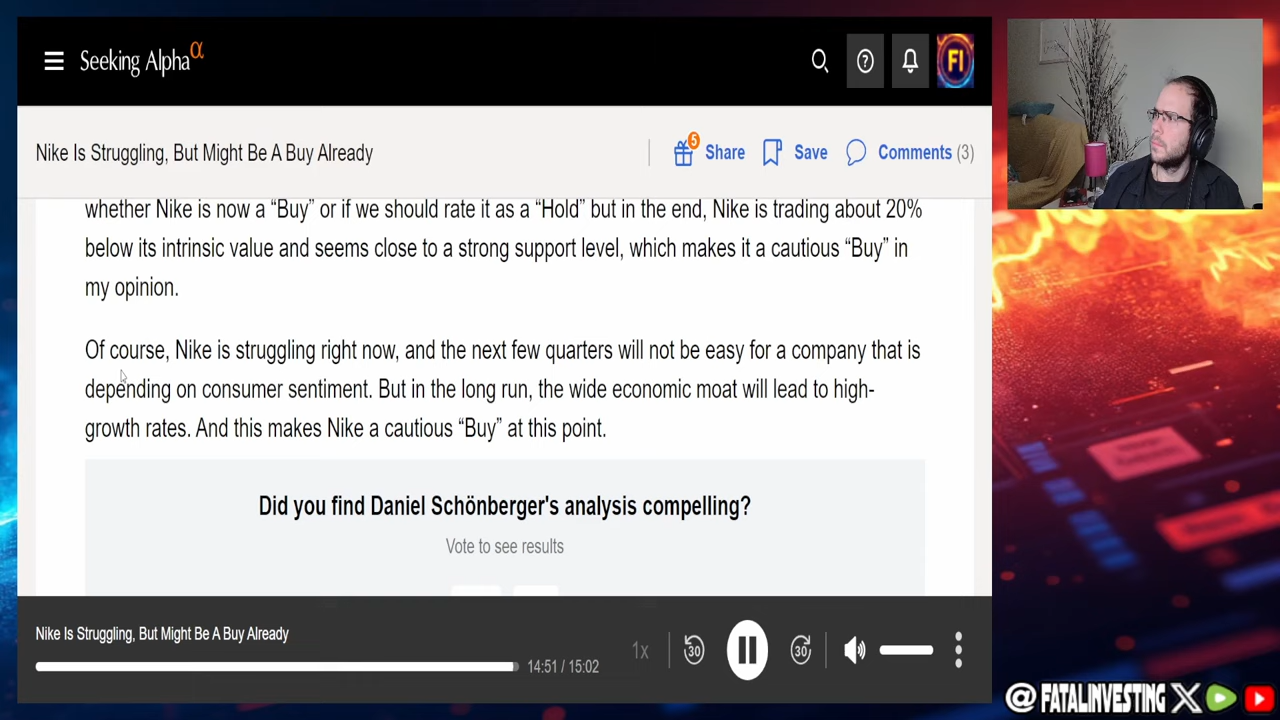 Seeking Alpha α
FI
Nike Is Struggling, But Might Be A Buy Already
5
Share
Save
Comments (3)
whether Nike is now a “Buy” or if we should rate it as a “Hold” but in the end, Nike is trading about 20%
below its intrinsic value and seems close to a strong support level, which makes it a cautious “Buy” in
my opinion.
Of course, Nike is struggling right now, and the next few quarters will not be easy for a company that is
depending on consumer sentiment. But in the long run, the wide economic moat will lead to high-
growth rates. And this makes Nike a cautious “Buy” at this point.
Did you find Daniel Schönberger's analysis compelling?
Vote to see results
Nike Is Struggling, But Might Be A Buy Already
14:51 / 15:02
1x
30
30
@FATALINVESTING